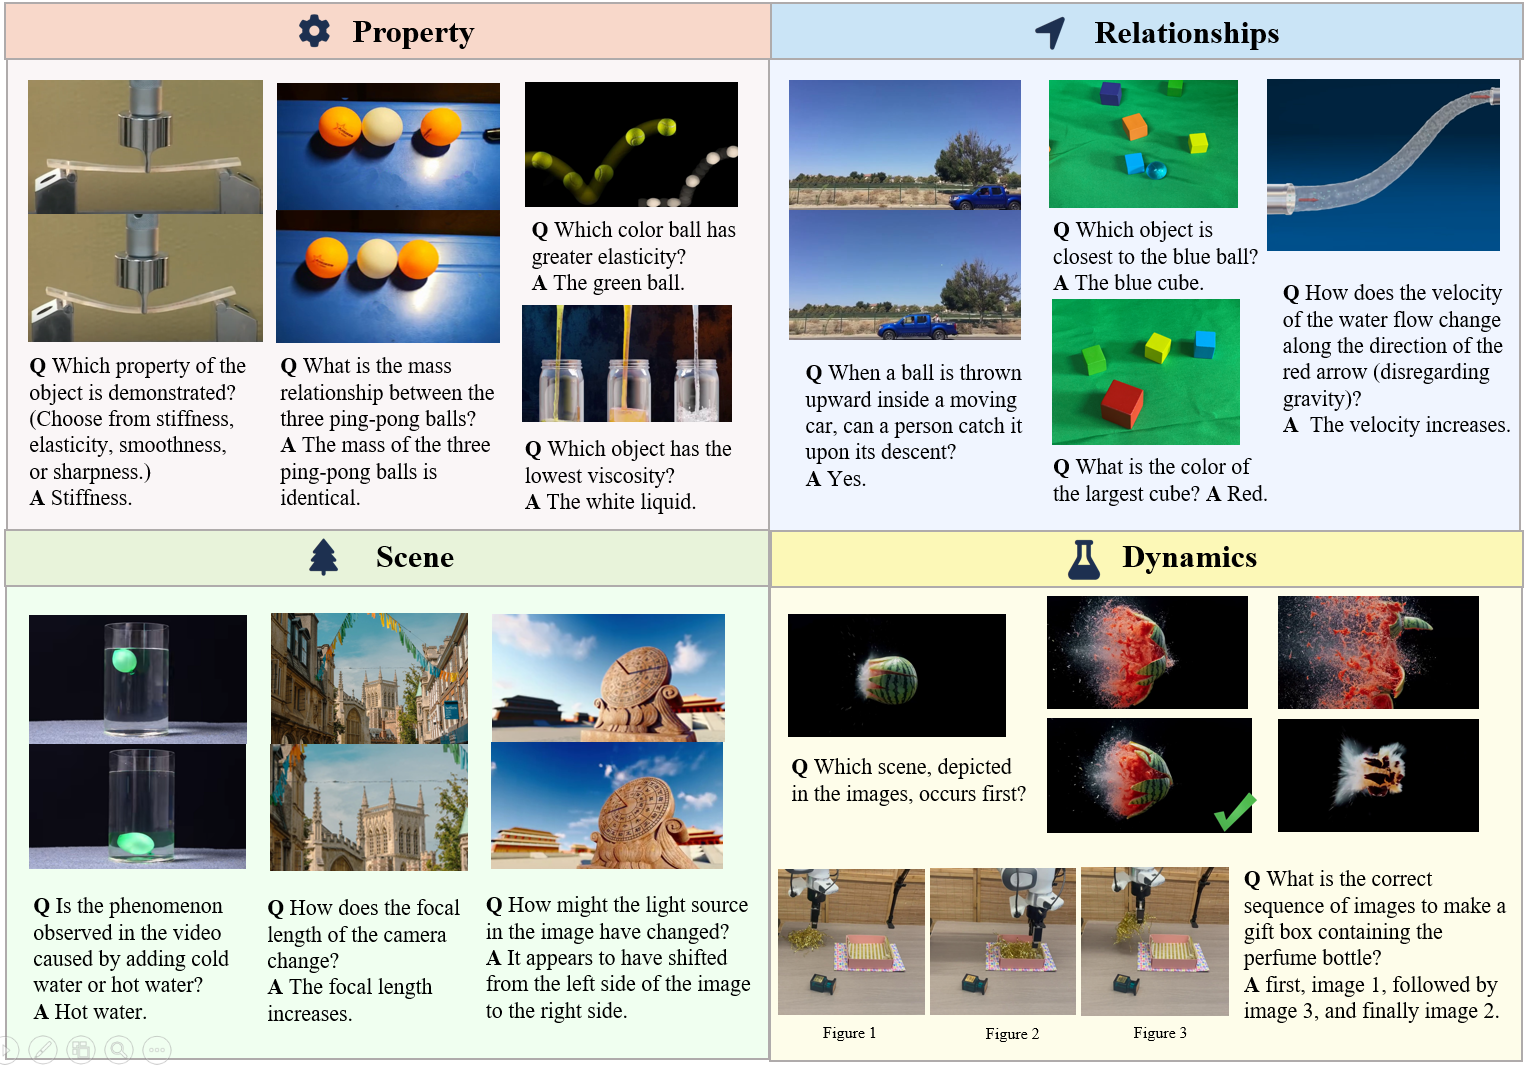 Property
Q Which property of the
object is demonstrated?
(Choose from stiffness,
elasticity, smoothness,
or sharpness.)
A Stiffness.
Q What is the mass
relationship between the
three ping-pong balls?
A The mass of the three
ping-pong balls is
identical.
Q Which color ball has
greater elasticity?
A The green ball.
Q Which object has the
lowest viscosity?
A The white liquid.
Relationships
Q When a ball is thrown
upward inside a moving
car, can a person catch it
upon its descent?
A Yes.
Q Which object is
closest to the blue ball?
A The blue cube.
Q What is the color of
the largest cube? A Red.
Q How does the velocity
of the water flow change
along the direction of the
red arrow (disregarding
gravity)?
A The velocity increases.
Scene
Q Is the phenomenon
observed in the video
caused by adding cold
water or hot water?
A Hot water.
Q How does the focal
length of the camera
change?
A The focal length
increases.
Q How might the light source
in the image have changed?
A It appears to have shifted
from the left side of the image
to the right side.
Dynamics
Q Which scene, depicted
in the images, occurs first?
Figure 1
Figure 2
Figure 3
Q What is the correct
sequence of images to make a
gift box containing the
perfume bottle?
A first, image 1, followed by
image 3, and finally image 2.